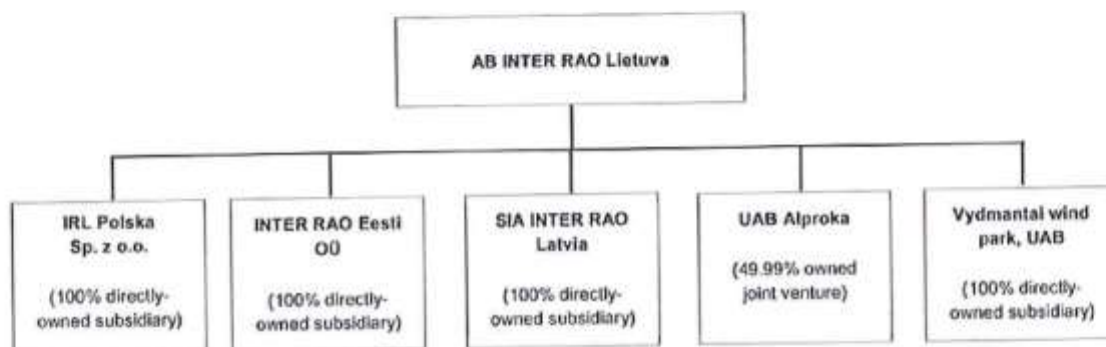 AB INTER RAO Lietuva
IRL Polska
Sp. z o.o.
(100% directly-
owned subsidiary)
INTER RAO Eesti
OÜ
(100% directly-
owned subsidiary)
SIA INTER RAO
Latvia
(100% directly-
owned subsidiary)
UAB Alproka
(49.99% owned
joint venture)
Vydmantai wind
park, UAB
(100% directly-
owned subsidiary)